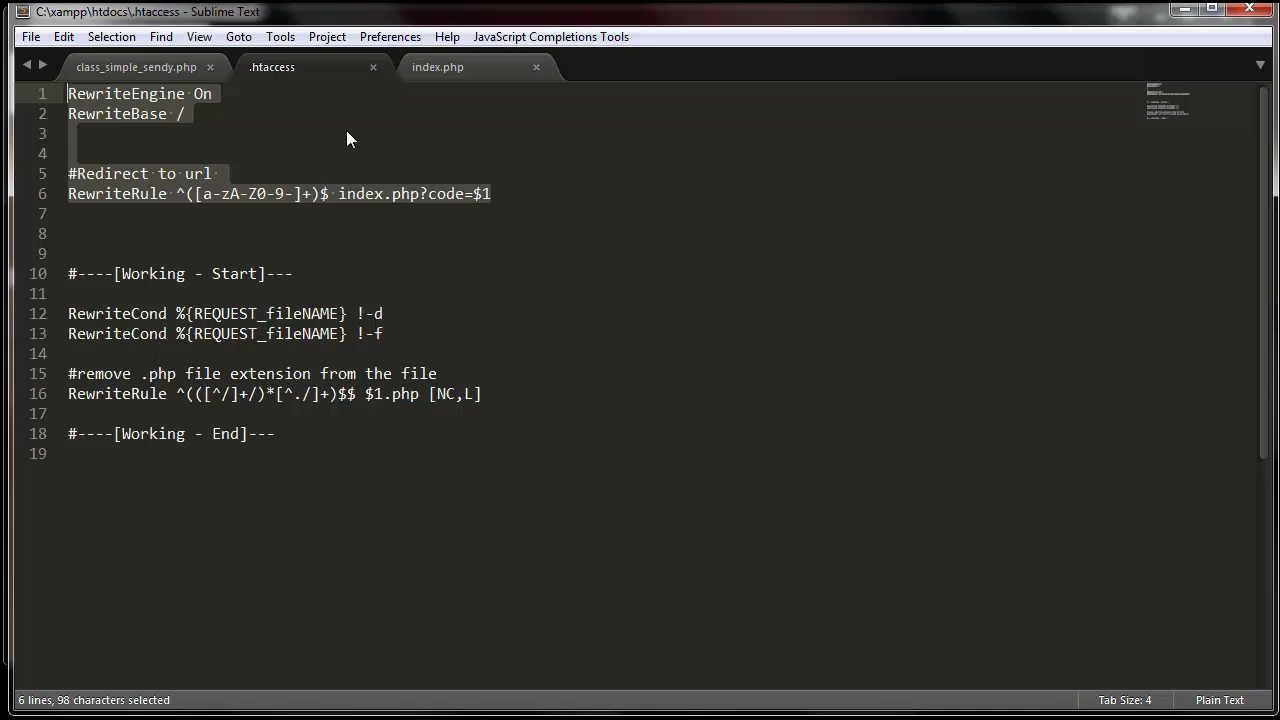 C:\xampp\htdocs\.htaccess - Sublime Text
File Edit Selection Find View Goto Tools Project Preferences Help JavaScript Completions Tools
class_simple_sendy.php × .htaccess × index.php ×
1 RewriteEngine On
2 RewriteBase /
3
4
5 #Redirect to url
6 RewriteRule ^([a-zA-Z0-9-]+)$ index.php?code=$1
7
8
9
10 #----[Working - Start]---
11
12 RewriteCond %{REQUEST_fileNAME} !-d
13 RewriteCond %{REQUEST_fileNAME} !-f
14
15 #remove .php file extension from the file
16 RewriteRule ^(([^/]+/)*[^./]+)$$ $1.php [NC,L]
17
18 #----[Working - End]---
19
6 lines, 98 characters selected Tab Size: 4 Plain Text